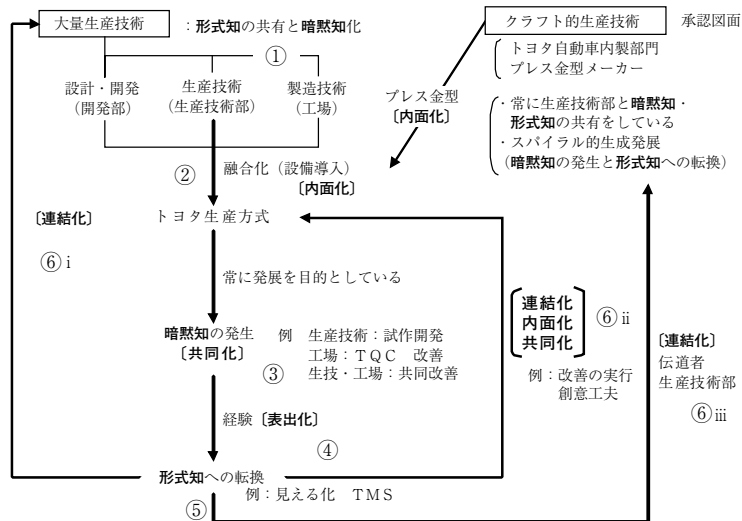 大量生産技術
：形式知の共有と暗黙知化
①
設計・開発
（開発部）
生産技術
（生産技術部）
製造技術
（工場）
クラフト的生産技術
承認図面
トヨタ自動車内製部門
プレス金型メーカー
プレス金型
〔内面化〕
・常に生産技術部と暗黙知・
形式知の共有をしている
・スパイラル的生成発展
（暗黙知の発生と形式知への転換）
②
融合化（設備導入）
〔内面化〕
〔連結化〕
トヨタ生産方式
⑥ i
常に発展を目的としている
連結化
内面化
共同化
⑥ ii
例：改善の実行
創意工夫
〔連結化〕
伝道者
生産技術部
⑥ iii
暗黙知の発生
〔共同化〕
例　生産技術：試作開発
工場：ＴＱＣ　改善
生技・工場：共同改善
③
経験〔表出化〕
④
形式知への転換
例：見える化　ＴＭＳ
⑤